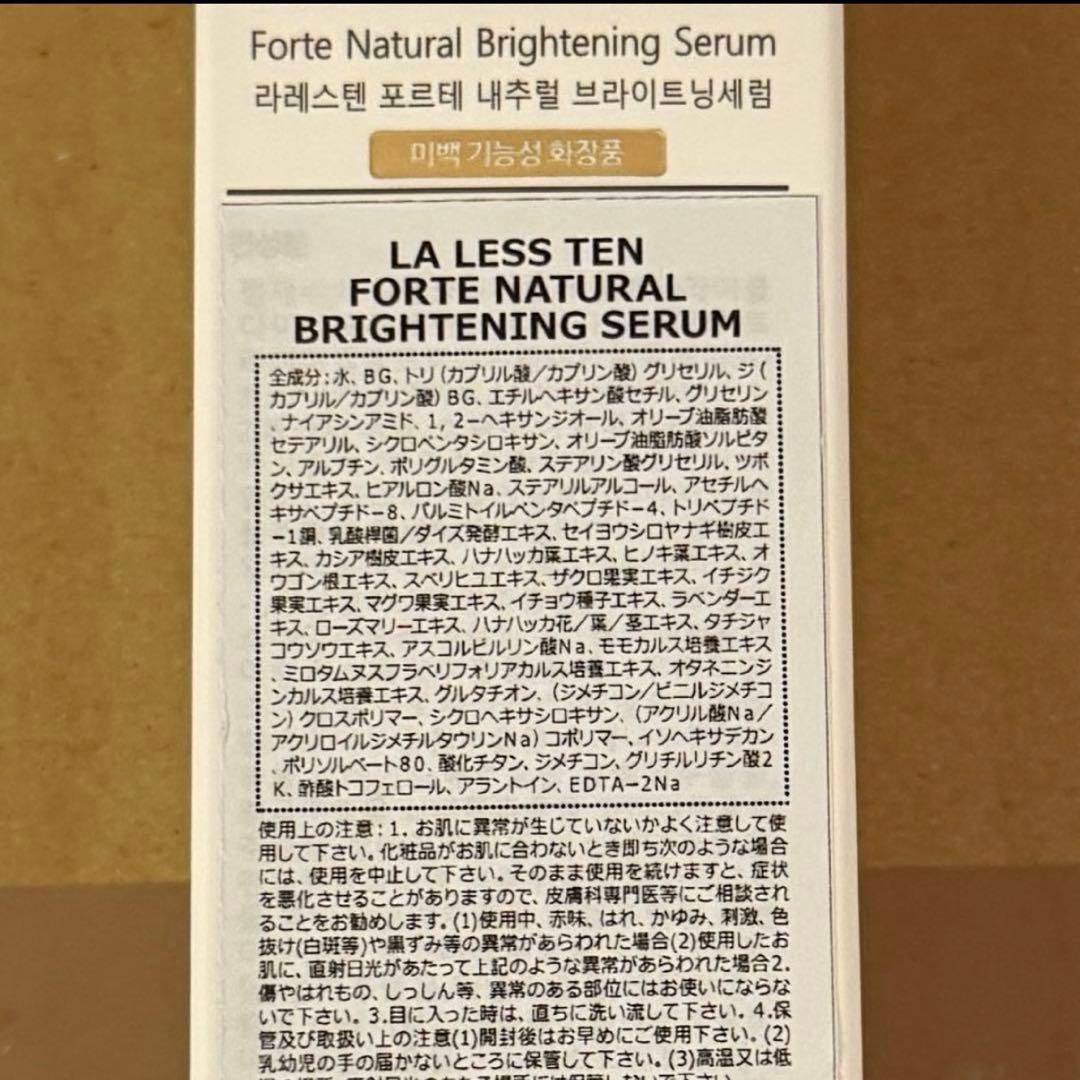 Forte Natural Brightening Serum
라레스텐 포르테 내추럴 브라이트닝세럼
미백 기능성 화장품
LA LESS TEN
FORTE NATURAL
BRIGHTENING SERUM
全成分:水、BG、トリ(カプリル酸/カプリン酸)グリセリル、ジ(
カプリル/カプリン酸)BG、エチルヘキサン酸セチル、グリセリン
、ナイアシンアミド、1,2-ヘキサンジオール、オリーブ油脂肪酸
セテアリル、シクロペンタシロキサン、オリーブ油脂肪酸ソルビタ
ン、アルブチン、ポリグルタミン酸、ステアリン酸グリセリル、ツボ
クサエキス、ヒアルロン酸Na、ステアリルアルコール、アセチルヘ
キサペプチド-8、パルミトイルペンタペプチド-4、トリペプチド
-1銅、乳酸桿菌/ダイズ発酵エキス、セイヨウシロヤナギ樹皮エ
キス、カシア樹皮エキス、ハナハッカ葉エキス、ヒノキ葉エキス、オ
ウゴン根エキス、スベリヒユエキス、ザクロ果実エキス、イチジク
果実エキス、マグワ果実エキス、イチョウ種子エキス、ラベンダーエ
キス、ローズマリーエキス、ハナハッカ花/葉/茎エキス、タチジャ
コウソウエキス、アスコルビルリン酸Na、モモカルス培養エキス
、ミロタムヌスフラベリフォリアカルス培養エキス、オタネニンジ
ンカルス培養エキス、グルタチオン、(ジメチコン/ビニルジメチコ
ン)クロスポリマー、シクロヘキサシロキサン、(アクリル酸Na/
アクリロイルジメチルタウリンNa)コポリマー、イソヘキサデカン
、ポリソルベート80、酸化チタン、ジメチコン、グリチルリチン酸2
K、酢酸トコフェロール、アラントイン、EDTA-2Na
使用上の注意:1. お肌に異常が生じていないかよく注意して使
用して下さい。化粧品がお肌に合わないとき即ち次のような場合
には、使用を中止して下さい。そのまま使用を続けますと、症状
を悪化させることがありますので、皮膚科専門医等にご相談され
ることをお勧めします。(1)使用中、赤味、はれ、かゆみ、刺激、色
抜け(白斑等)や黒ずみ等の異常があらわれた場合(2)使用したお
肌に、直射日光があたって上記のような異常があらわれた場合2.
傷やはれもの、しっしん等、異常のある部位にはお使いにならな
いで下さい。3.目に入った時は、直ちに洗い流して下さい。4.保
管及び取扱い上の注意(1)開封後はお早めにご使用下さい。(2)
乳幼児の手の届かないところに保管して下さい。(3)高温又は低